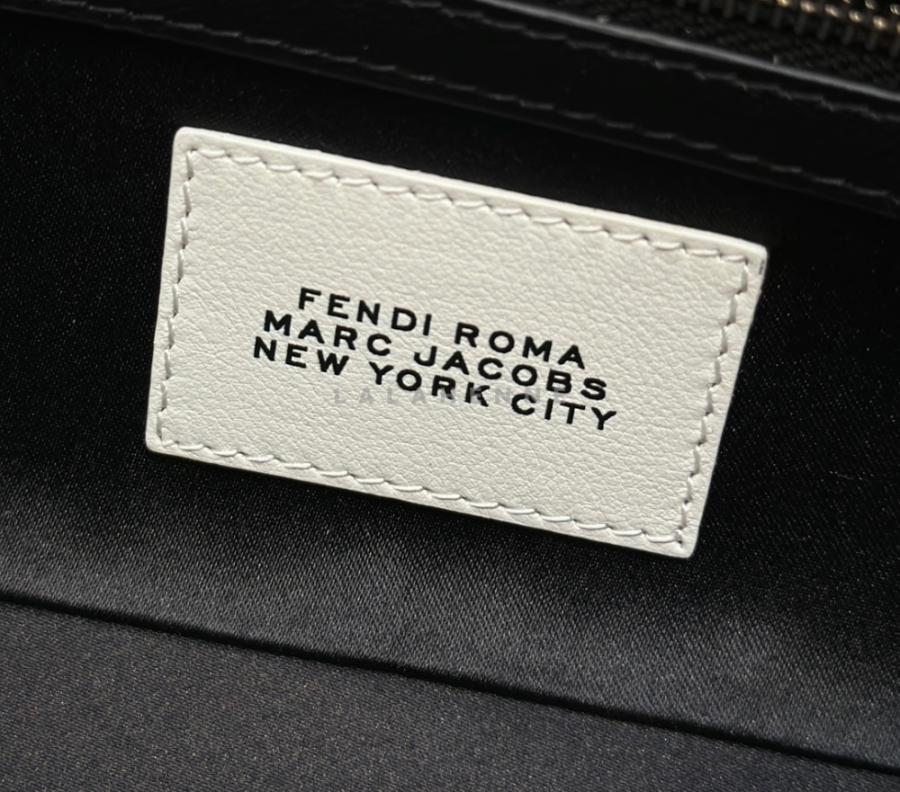 FENDI ROMA
MARC JACOBS
NEW YORK CITY